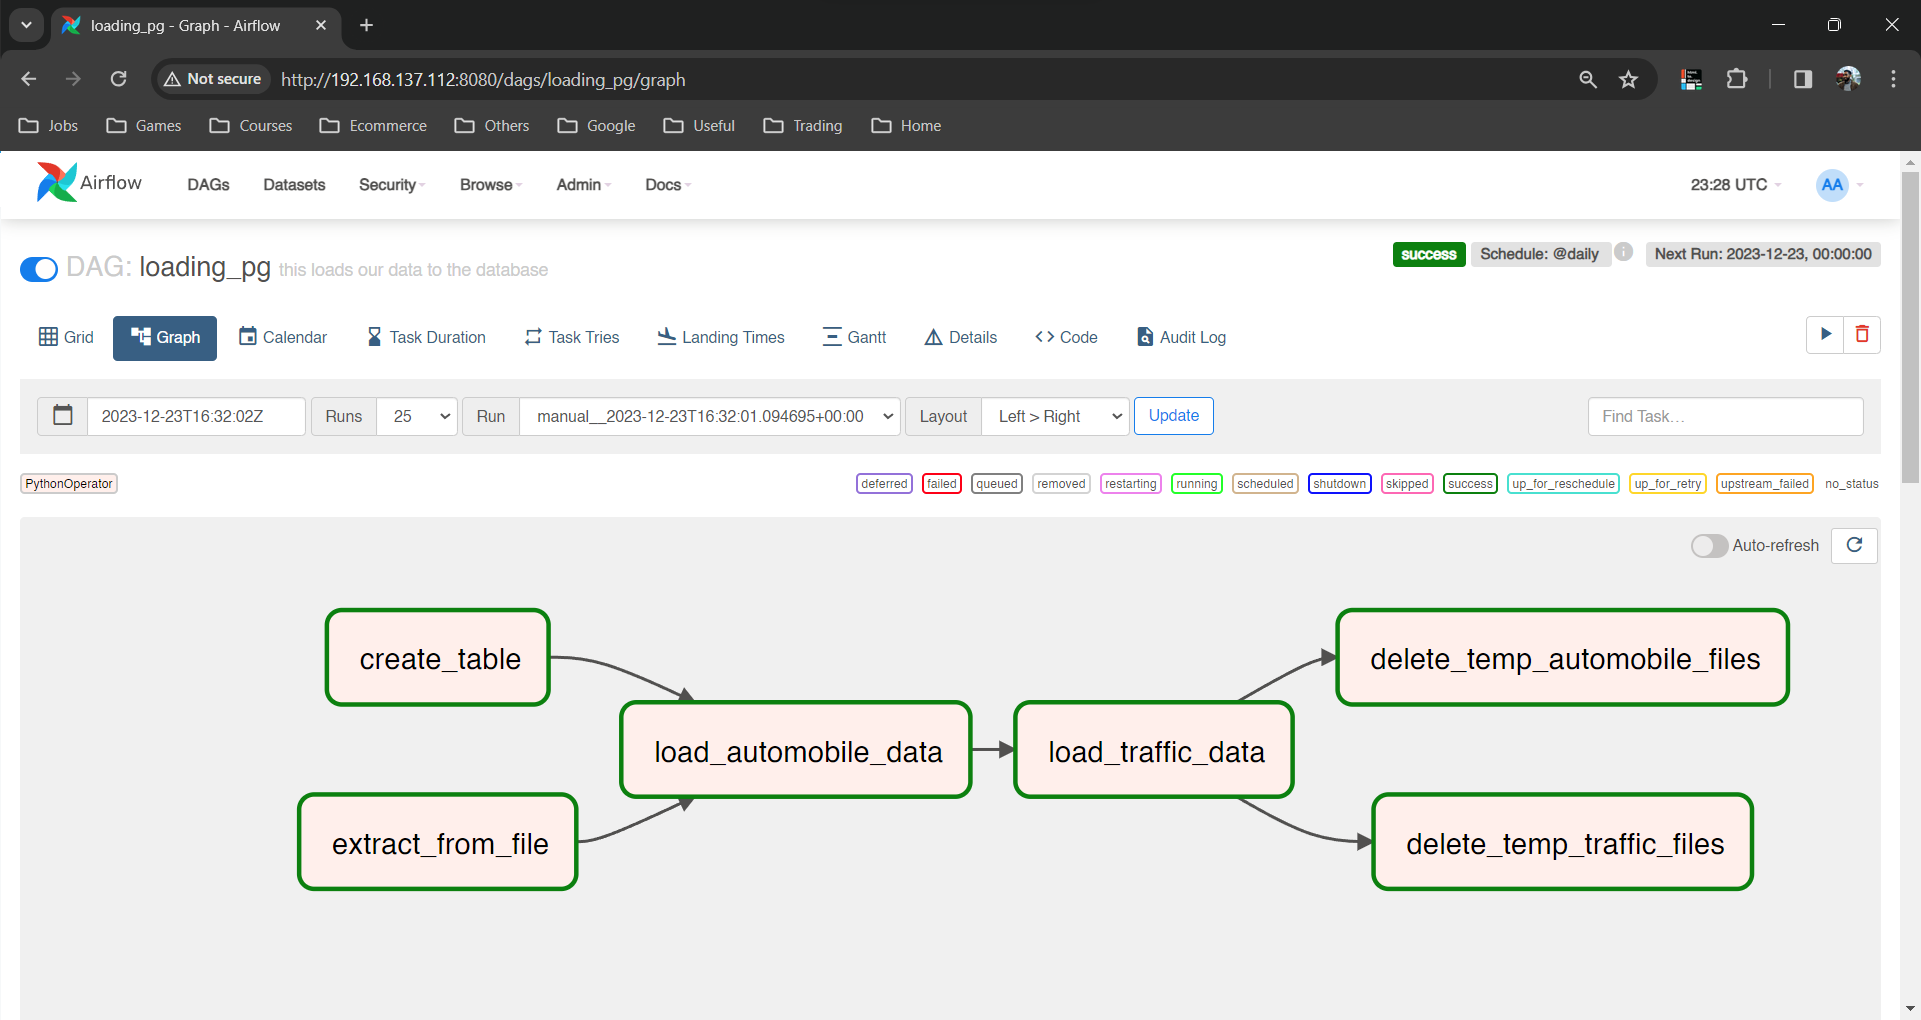 loading_pg - Graph - Airflow
Not secure http://192.168.137.112:8080/dags/loading_pg/graph
Jobs Games Courses Ecommerce Others Google Useful Trading Home
Airflow DAGs Datasets Security Browse Admin Docs 23:28 UTC AA
DAG: loading_pg this loads our data to the database
success Schedule: @daily i Next Run: 2023-12-23, 00:00:00
Grid Graph Calendar Task Duration Task Tries Landing Times Gantt Details Code Audit Log
2023-12-23T16:32:02Z Runs 25 Run manual__2023-12-23T16:32:01.094695+00:00 Layout Left > Right Update Find Task…
PythonOperator deferred failed queued removed restarting running scheduled shutdown skipped success up_for_reschedule up_for_retry upstream_failed no_status
Auto-refresh
create_table
delete_temp_automobile_files
load_automobile_data
load_traffic_data
extract_from_file
delete_temp_traffic_files